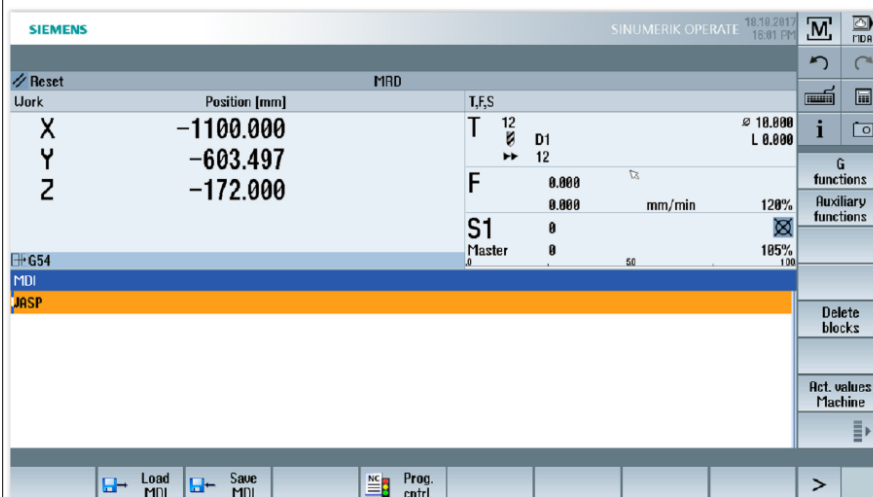 SIEMENS
SINUMERIK OPERATE
18.10.2017
16:01 PM
M
MDA
Reset
MRD
Work
Position [mm]
T,F,S
X
-1100.000
Y
-603.497
Z
-172.000
T
12
ø 10.000
D1
L 0.000
12
F
0.000
0.000
mm/min
120%
S1
0
Master
0
105%
0
50
100
G54
MDI
JASP
i
G
functions
Auxiliary
functions
Delete
blocks
Act. values
Machine
Load
MDI
Save
MDI
NC
Prog.
cntrl
>